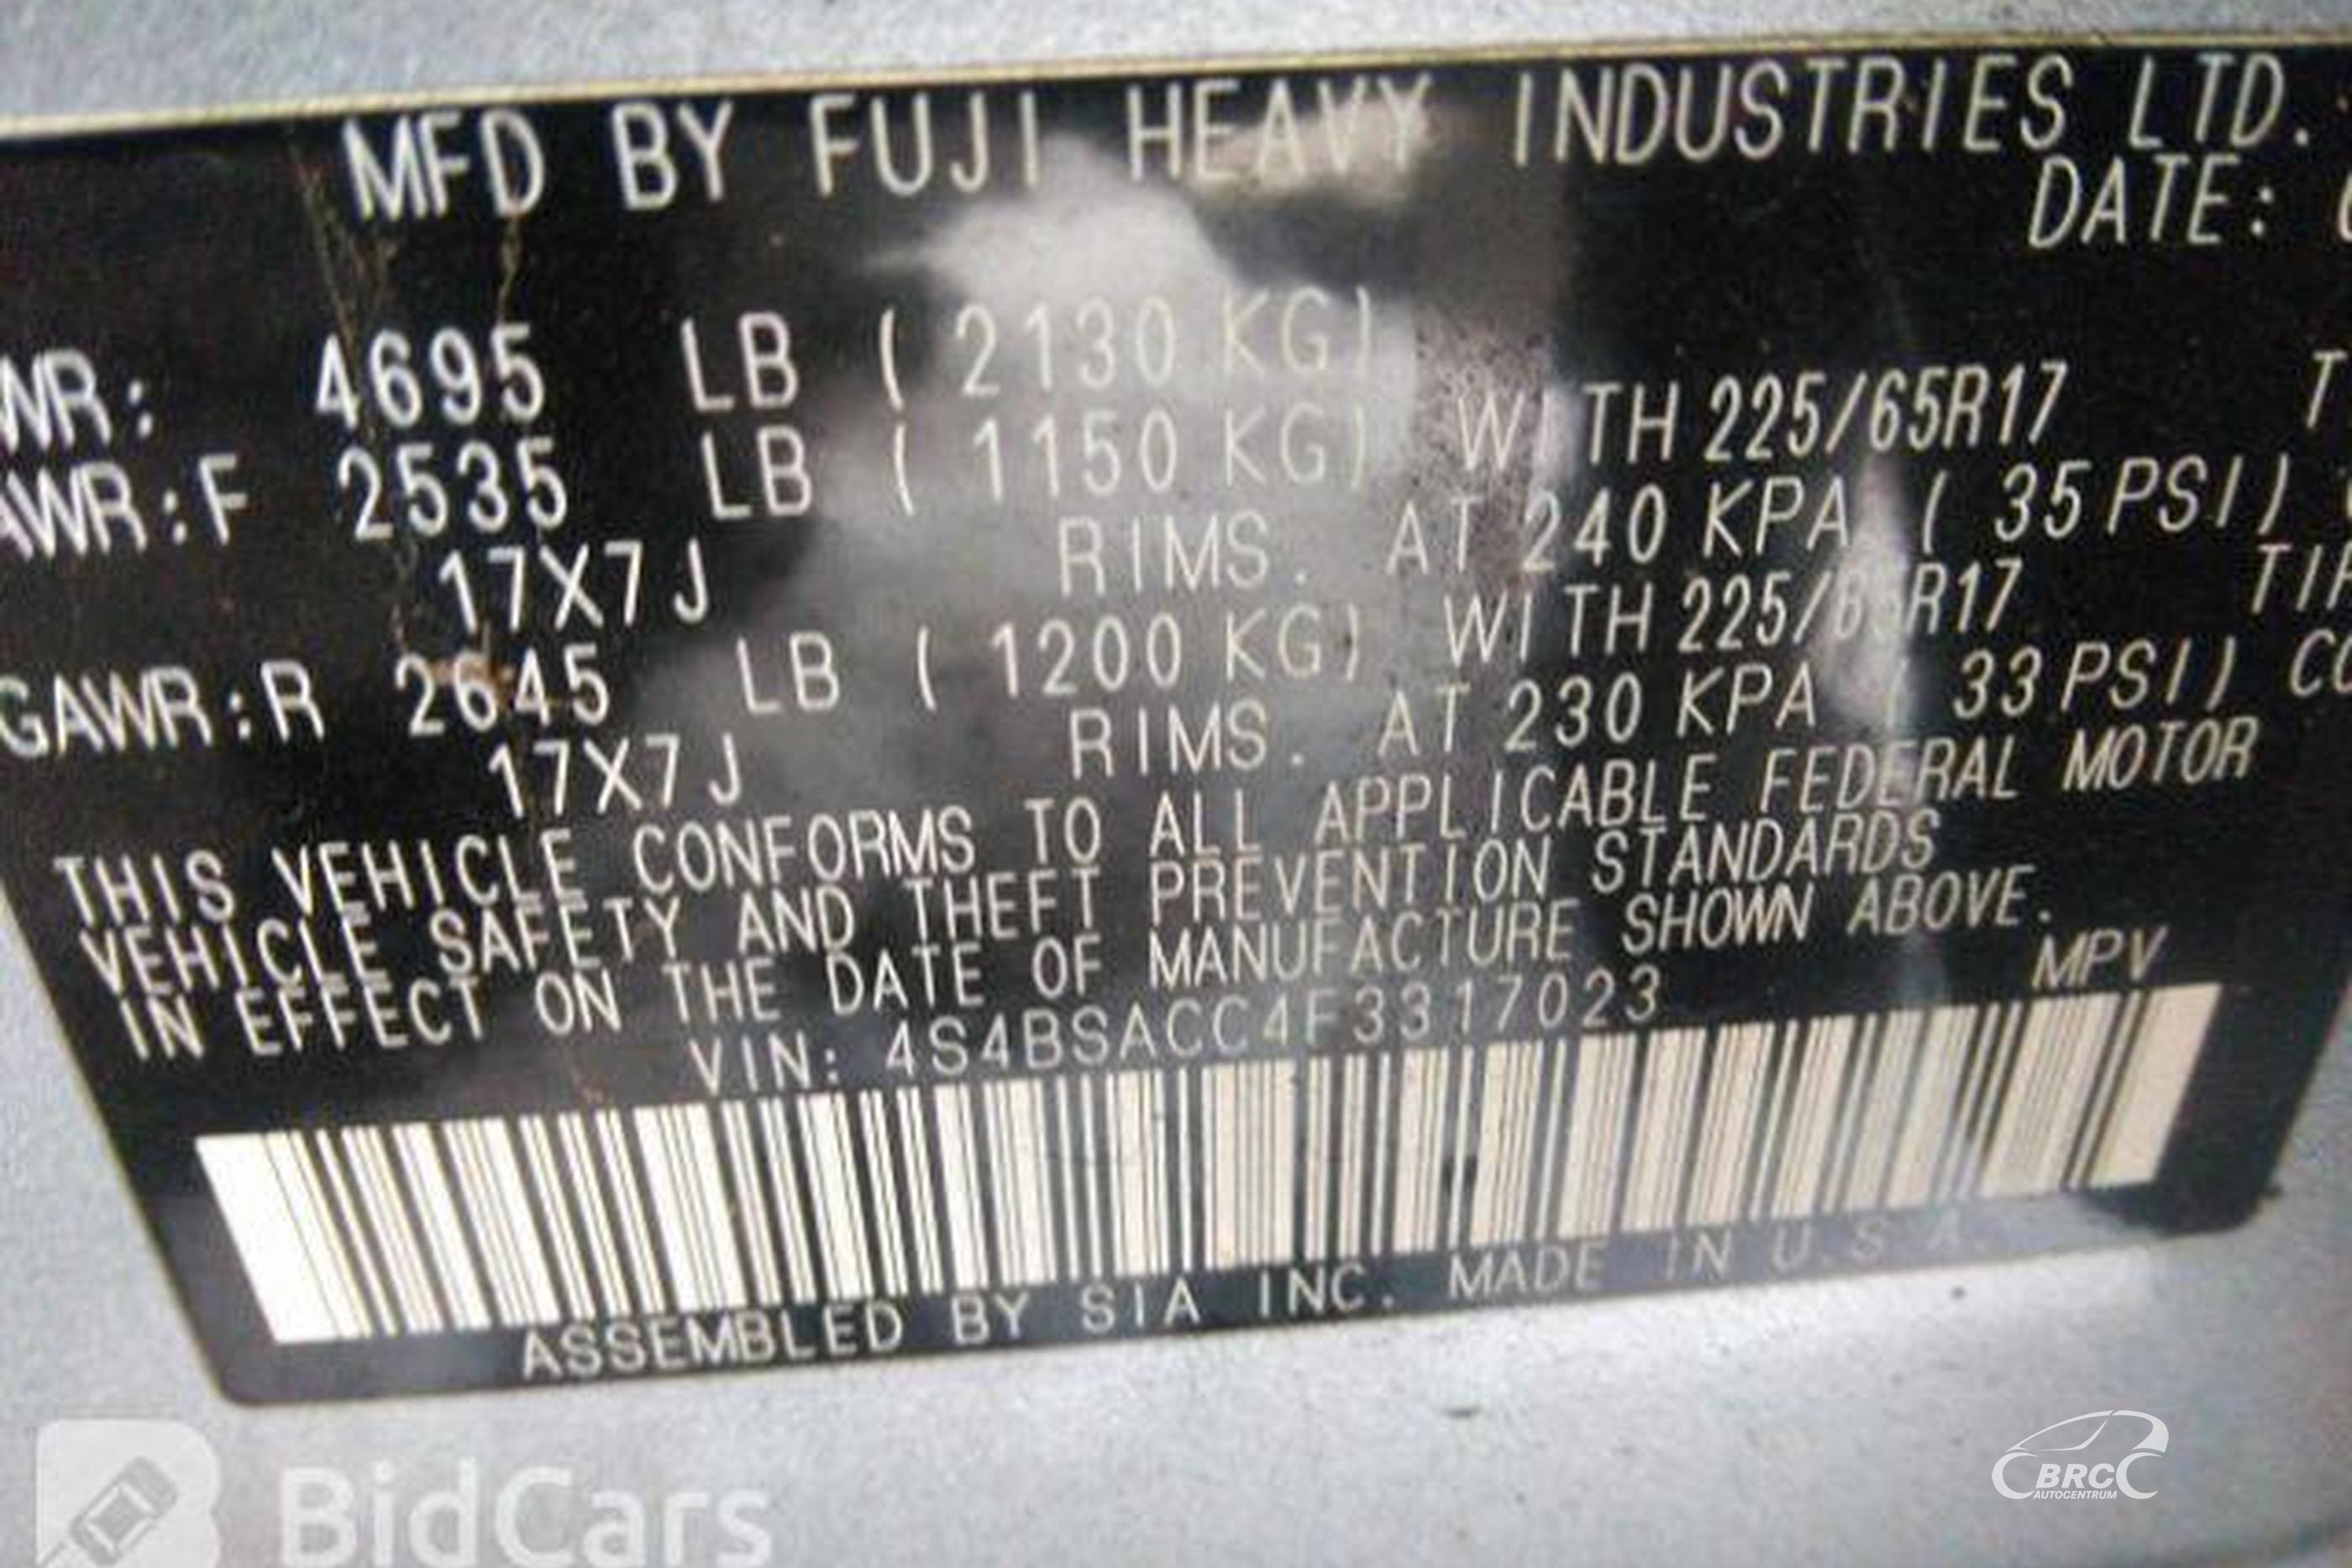 MFD BY FUJI HEAVY INDUSTRIES LTD.
DATE:
WR: 4695 LB ( 2130 KG)
AWR:F 2535 LB ( 1150 KG) WITH 225/65R17 T
17X7J RIMS. AT 240 KPA ( 35 PSI)
GAWR:R 2645 LB ( 1200 KG) WITH 225/65R17 TIR
17X7J RIMS. AT 230 KPA ( 33 PSI) CO
THIS VEHICLE CONFORMS TO ALL APPLICABLE FEDERAL MOTOR
VEHICLE SAFETY AND THEFT PREVENTION STANDARDS
IN EFFECT ON THE DATE OF MANUFACTURE SHOWN ABOVE.
VIN: 4S4BSACC4F3317023 MPV
ASSEMBLED BY SIA INC. MADE IN U.S.A.
BidCars
BRC
AUTOCENTRUM